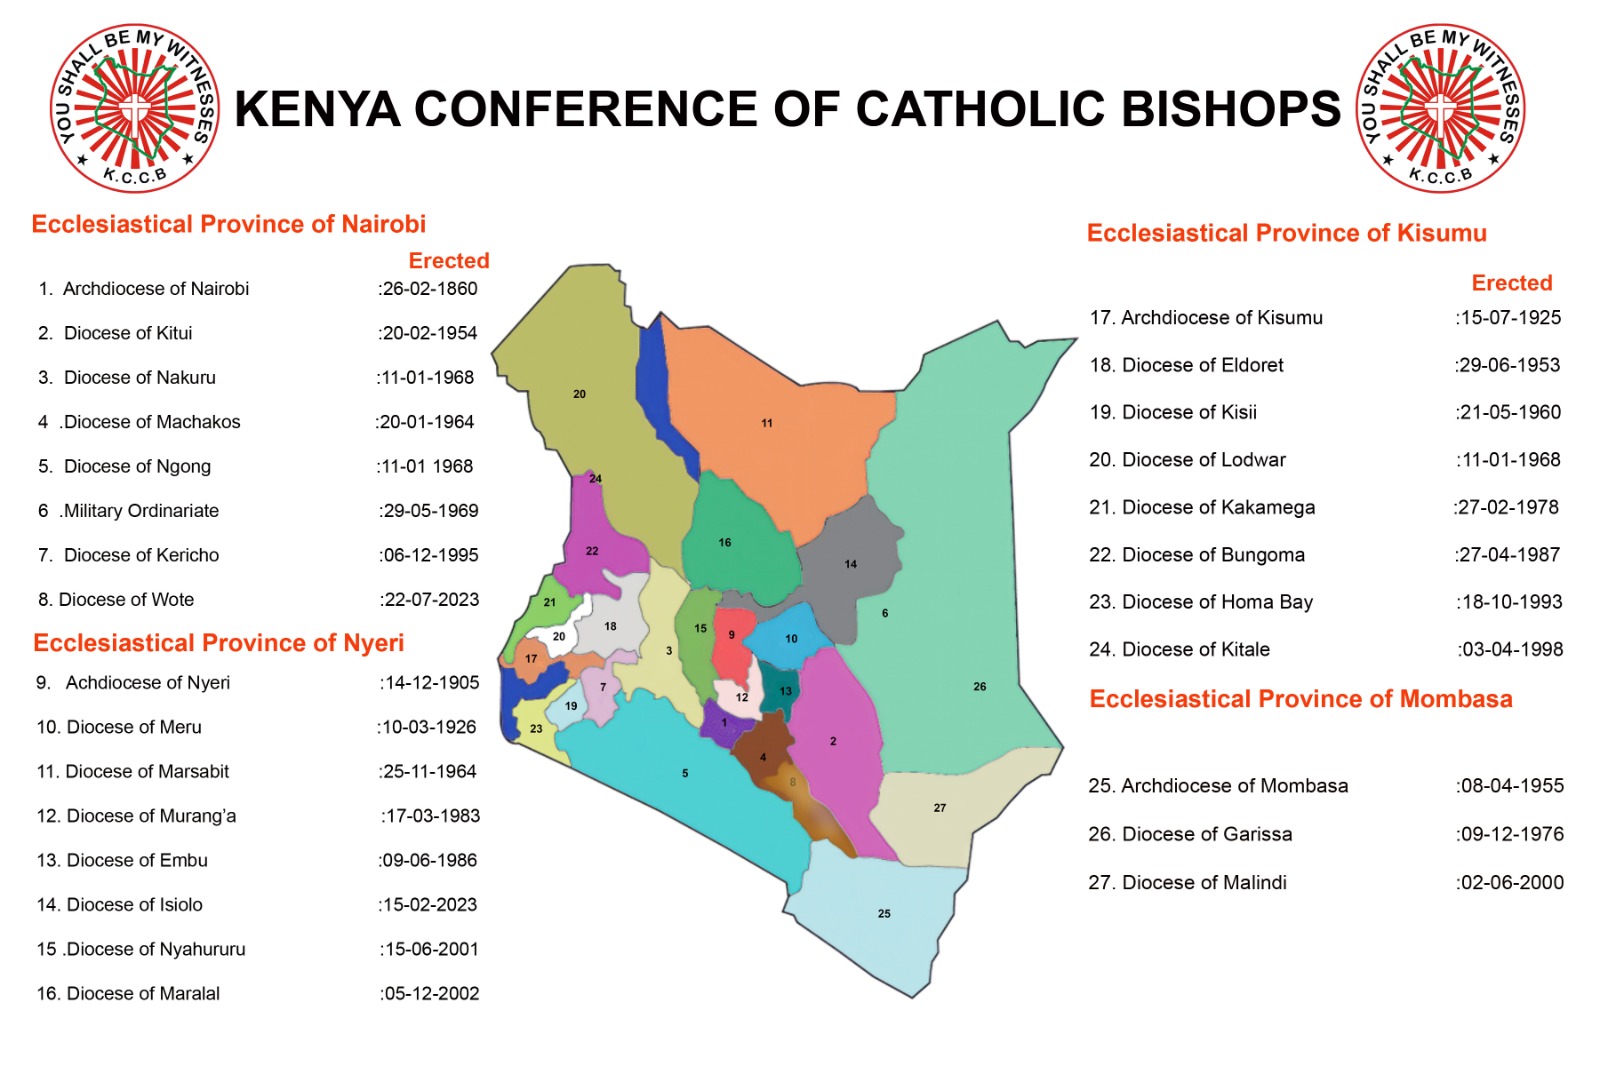 YOU SHALL BE MY WITNESSES
K.C.C.B
KENYA CONFERENCE OF CATHOLIC BISHOPS
YOU SHALL BE MY WITNESSES
K.C.C.B
Ecclesiastical Province of Nairobi
Erected
1. Archdiocese of Nairobi :26-02-1860
2. Diocese of Kitui :20-02-1954
3. Diocese of Nakuru :11-01-1968
4 .Diocese of Machakos :20-01-1964
5. Diocese of Ngong :11-01 1968
6 .Military Ordinariate :29-05-1969
7. Diocese of Kericho :06-12-1995
8. Diocese of Wote :22-07-2023
Ecclesiastical Province of Nyeri
9. Achdiocese of Nyeri :14-12-1905
10. Diocese of Meru :10-03-1926
11. Diocese of Marsabit :25-11-1964
12. Diocese of Murang’a :17-03-1983
13. Diocese of Embu :09-06-1986
14. Diocese of Isiolo :15-02-2023
15 .Diocese of Nyahururu :15-06-2001
16. Diocese of Maralal :05-12-2002
20
11
24
16
22
14
21
6
18
15
9
10
20
3
17
26
7
13
12
19
1
23
2
4
5
8
27
25
Ecclesiastical Province of Kisumu
Erected
17. Archdiocese of Kisumu :15-07-1925
18. Diocese of Eldoret :29-06-1953
19. Diocese of Kisii :21-05-1960
20. Diocese of Lodwar :11-01-1968
21. Diocese of Kakamega :27-02-1978
22. Diocese of Bungoma :27-04-1987
23. Diocese of Homa Bay :18-10-1993
24. Diocese of Kitale :03-04-1998
Ecclesiastical Province of Mombasa
25. Archdiocese of Mombasa :08-04-1955
26. Diocese of Garissa :09-12-1976
27. Diocese of Malindi :02-06-2000